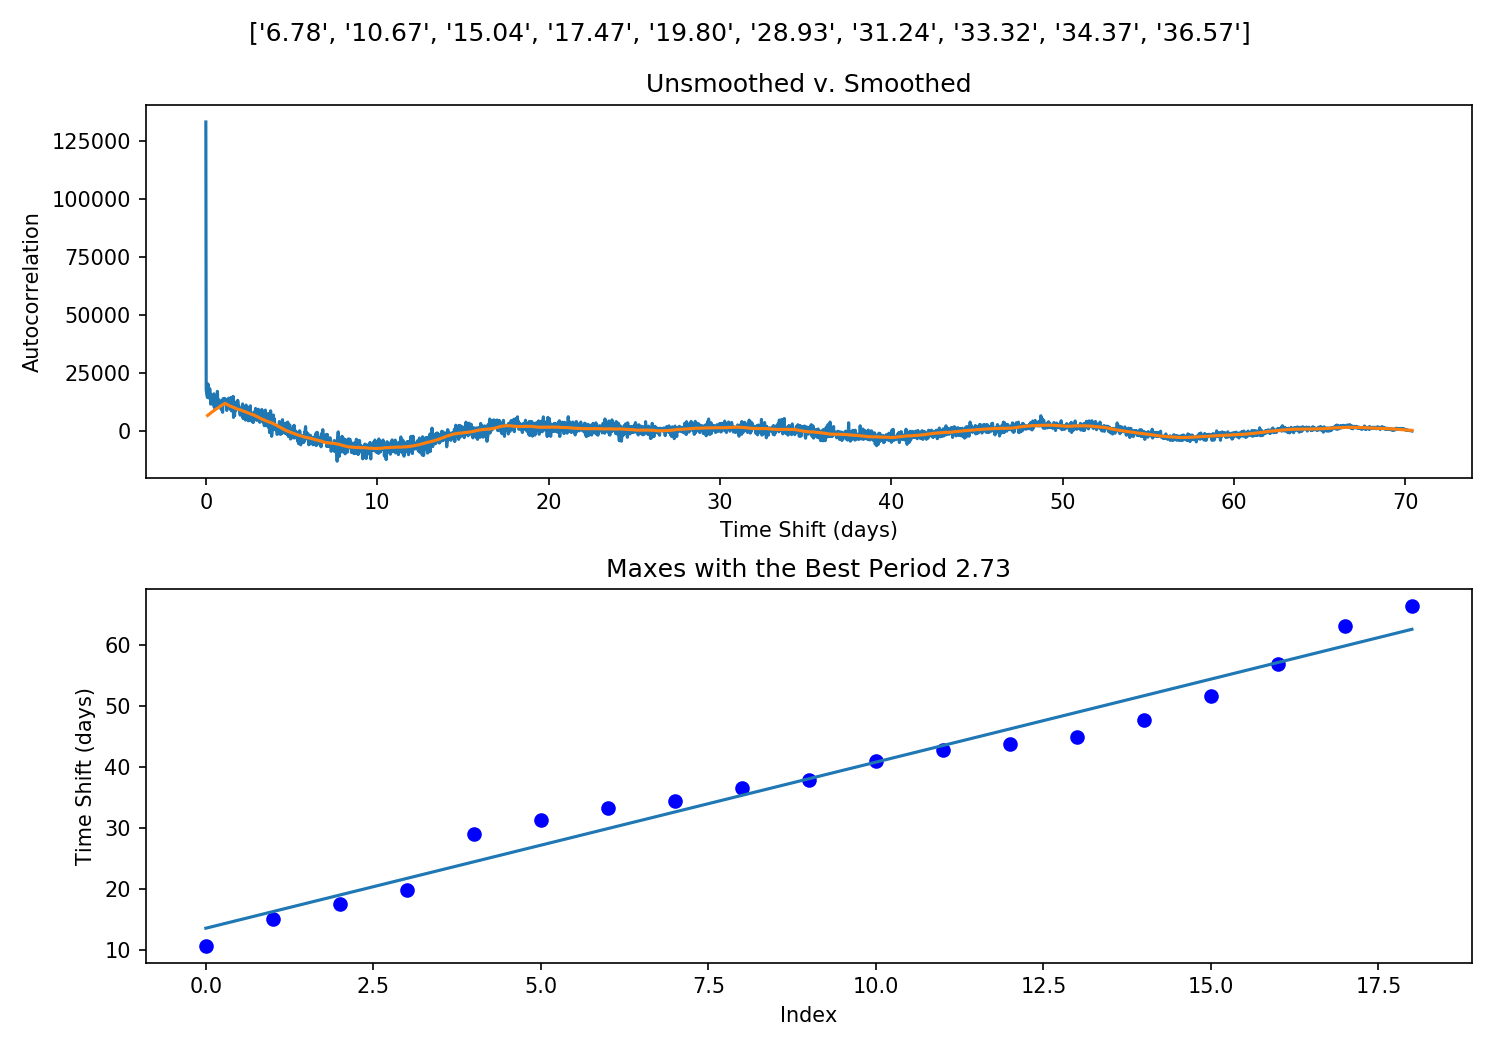 ['6.78', '10.67', '15.04', '17.47', '19.80', '28.93', '31.24', '33.32', '34.37', '36.57']
Unsmoothed v. Smoothed
Autocorrelation
125000
100000
75000
50000
25000
0
0 10 20 30 40 50 60 70
Time Shift (days)
Maxes with the Best Period 2.73
Time Shift (days)
60
50
40
30
20
10
0.0 2.5 5.0 7.5 10.0 12.5 15.0 17.5
Index